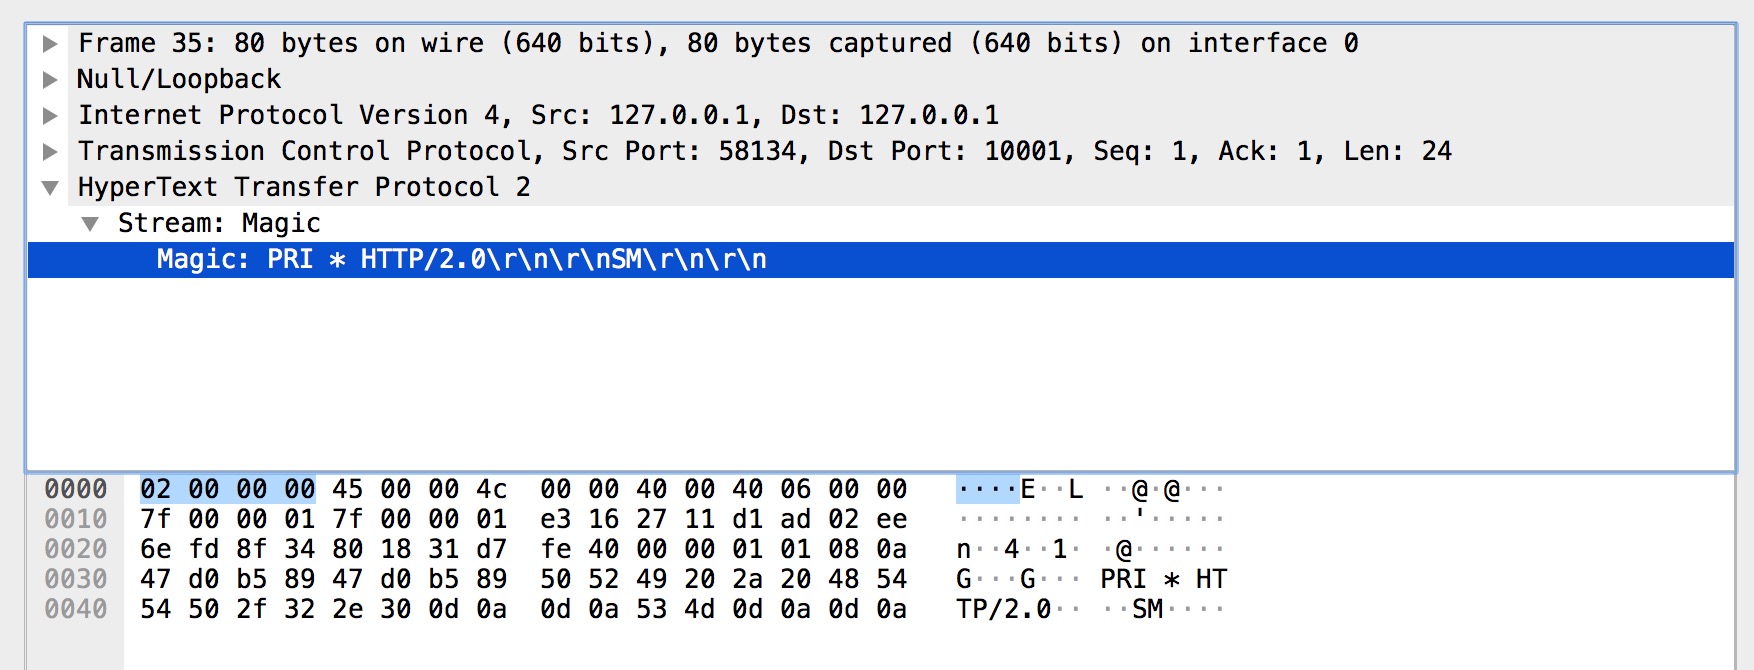 Frame 35: 80 bytes on wire (640 bits), 80 bytes captured (640 bits) on interface 0
Null/Loopback
Internet Protocol Version 4, Src: 127.0.0.1, Dst: 127.0.0.1
Transmission Control Protocol, Src Port: 58134, Dst Port: 10001, Seq: 1, Ack: 1, Len: 24
HyperText Transfer Protocol 2
Stream: Magic
Magic: PRI * HTTP/2.0\r\n\r\nSM\r\n\r\n
0000 02 00 00 00 45 00 00 4c 00 00 40 00 40 06 00 00 ····E··L ··@·@···
0010 7f 00 00 01 7f 00 00 01 e3 16 27 11 d1 ad 02 ee ········ ··'·····
0020 6e fd 8f 34 80 18 31 d7 fe 40 00 00 01 01 08 0a n··4··1· ·@······
0030 47 d0 b5 89 47 d0 b5 89 50 52 49 20 2a 20 48 54 G···G··· PRI * HT
0040 54 50 2f 32 2e 30 0d 0a 0d 0a 53 4d 0d 0a 0d 0a TP/2.0·· ··SM····